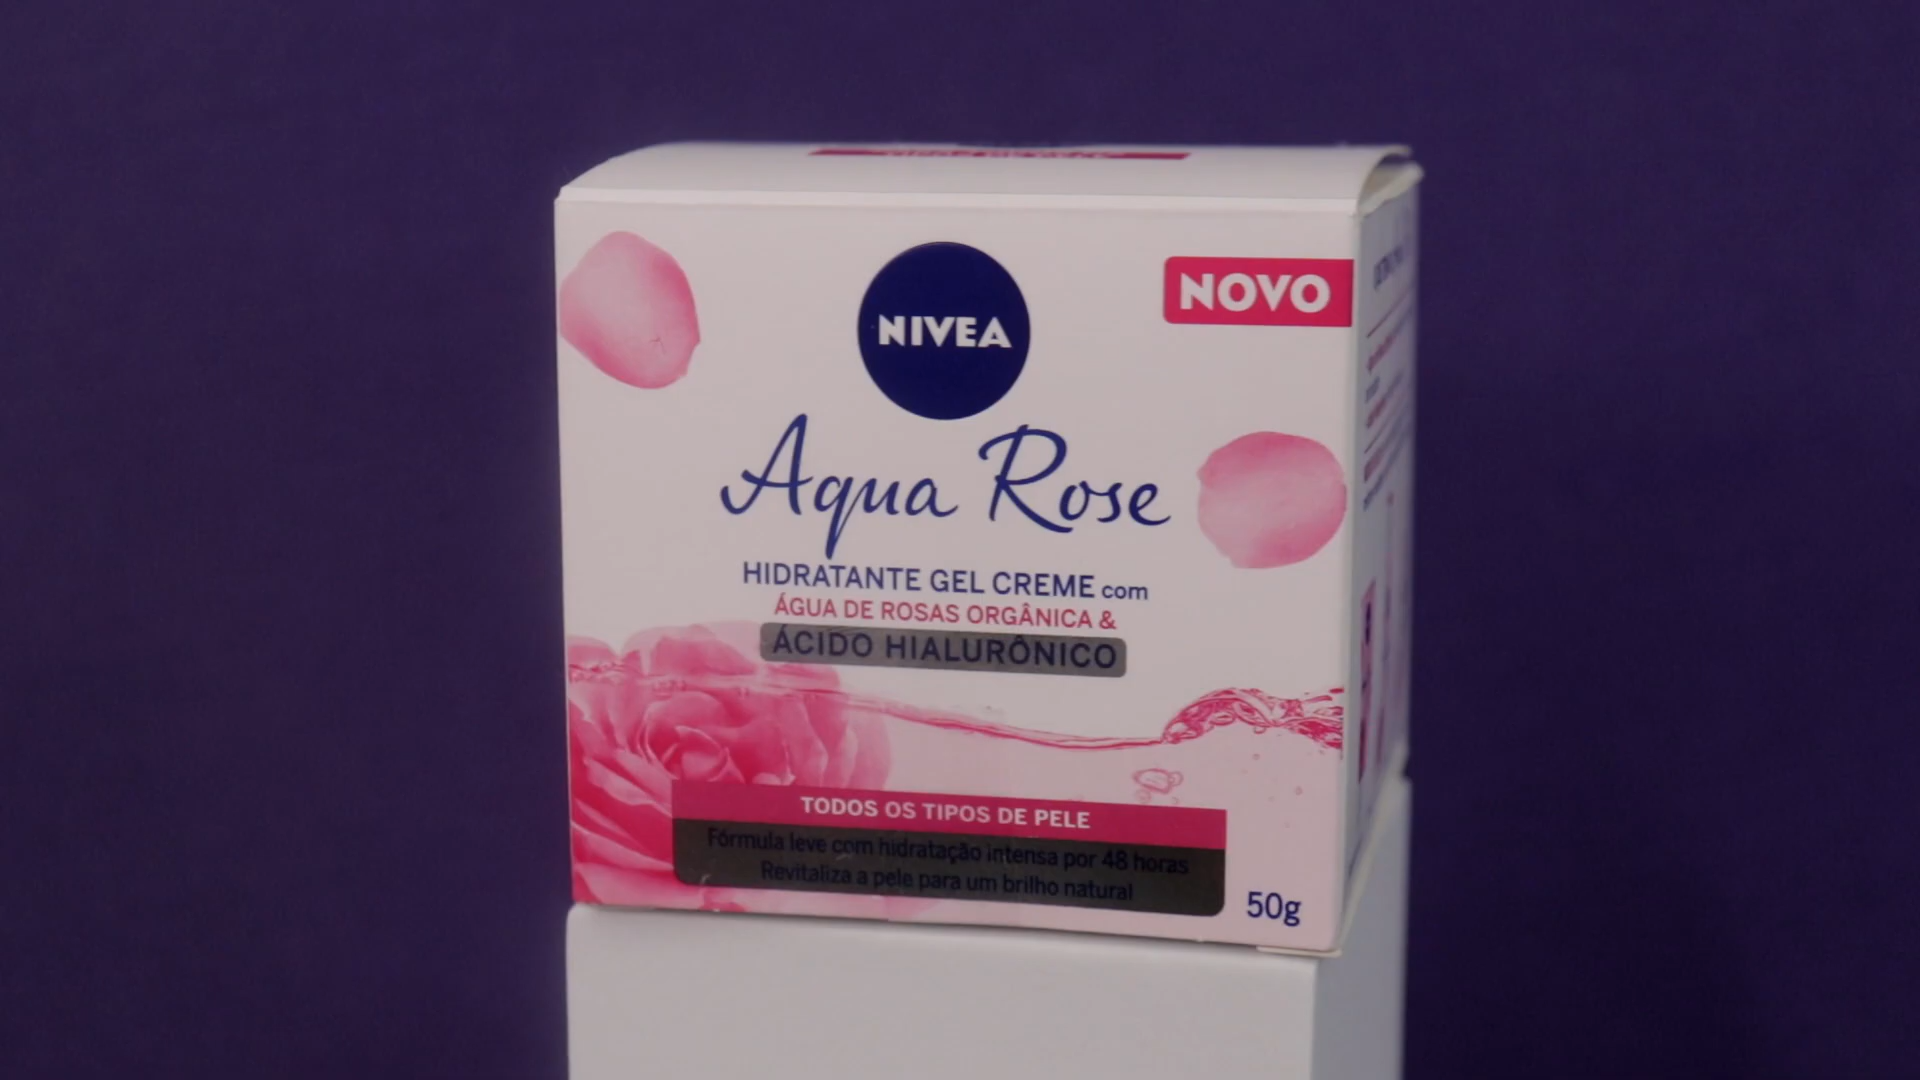 NIVEA
NOVO
Aqua Rose
HIDRATANTE GEL CREME com
ÁGUA DE ROSAS ORGÂNICA &
ÁCIDO HIALURÔNICO
TODOS OS TIPOS DE PELE
Fórmula leve com hidratação intensa por 48 horas
Revitaliza a pele para um brilho natural
50g